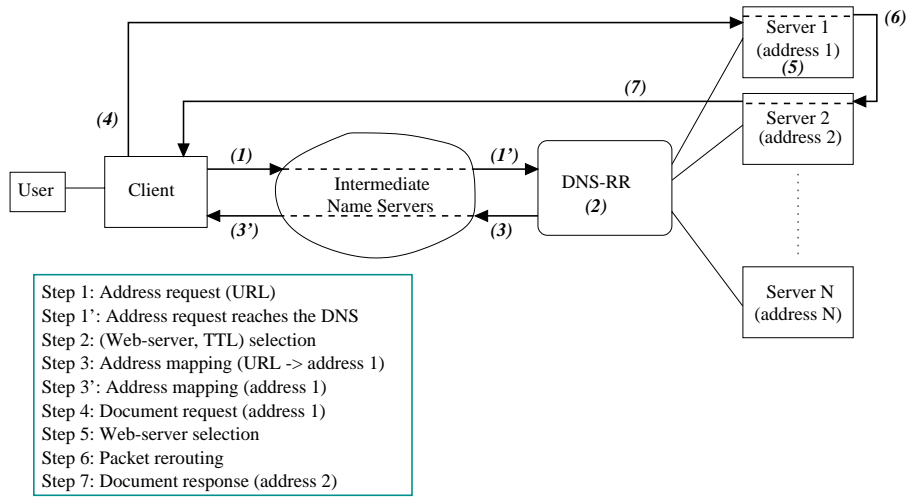 Server 1
(address 1)
(5)
(6)
(7)
Server 2
(address 2)
(4)
(1)
(1’)
User
Client
Intermediate
Name Servers
DNS-RR
(2)
(3’)
(3)
Server N
(address N)
Step 1: Address request (URL)
Step 1’: Address request reaches the DNS
Step 2: (Web-server, TTL) selection
Step 3: Address mapping (URL -> address 1)
Step 3’: Address mapping (address 1)
Step 4: Document request (address 1)
Step 5: Web-server selection
Step 6: Packet rerouting
Step 7: Document response (address 2)